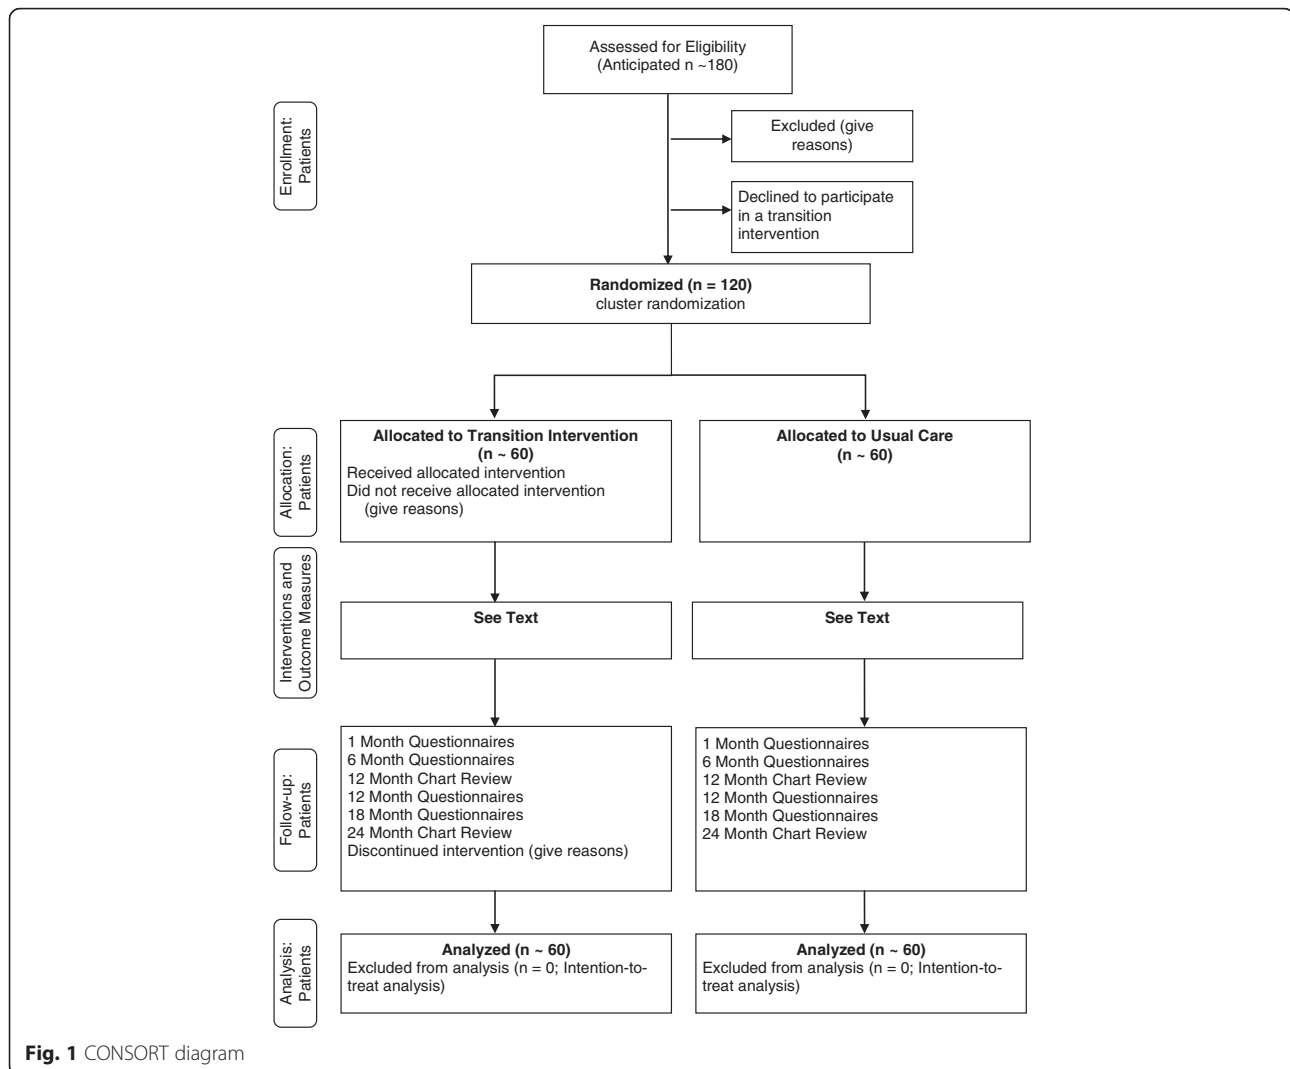 Assessed for Eligibility
(Anticipated n ~180)
Enrollment:
Patients
Excluded (give
reasons)
Declined to participate
in a transition
intervention
Randomized (n = 120)
cluster randomization
Allocation:
Patients
Allocated to Transition Intervention
(n ~ 60)
Received allocated intervention
Did not receive allocated intervention
(give reasons)
Allocated to Usual Care
(n ~ 60)
Interventions and
Outcome Measures
See Text
See Text
Follow-up:
Patients
1 Month Questionnaires
6 Month Questionnaires
12 Month Chart Review
12 Month Questionnaires
18 Month Questionnaires
24 Month Chart Review
Discontinued intervention (give reasons)
1 Month Questionnaires
6 Month Questionnaires
12 Month Chart Review
12 Month Questionnaires
18 Month Questionnaires
24 Month Chart Review
Analysis:
Patients
Analyzed (n ~ 60)
Excluded from analysis (n = 0; Intention-to-
treat analysis)
Analyzed (n ~ 60)
Excluded from analysis (n = 0; Intention-to-
treat analysis)
Fig. 1 CONSORT diagram